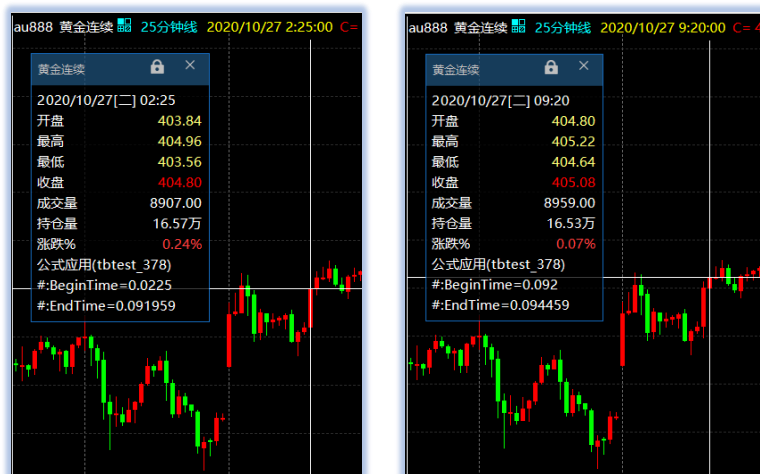 au888 黄金连续 25分钟线 2020/10/27 2:25:00 C=
黄金连续
2020/10/27[二] 02:25
开盘 403.84
最高 404.96
最低 403.56
收盘 404.80
成交量 8907.00
持仓量 16.57万
涨跌% 0.24%
公式应用(tbtest_378)
#:BeginTime=0.0225
#:EndTime=0.091959
au888 黄金连续 25分钟线 2020/10/27 9:20:00 C= 4
黄金连续
2020/10/27[二] 09:20
开盘 404.80
最高 405.22
最低 404.64
收盘 405.08
成交量 8959.00
持仓量 16.53万
涨跌% 0.07%
公式应用(tbtest_378)
#:BeginTime=0.092
#:EndTime=0.094459